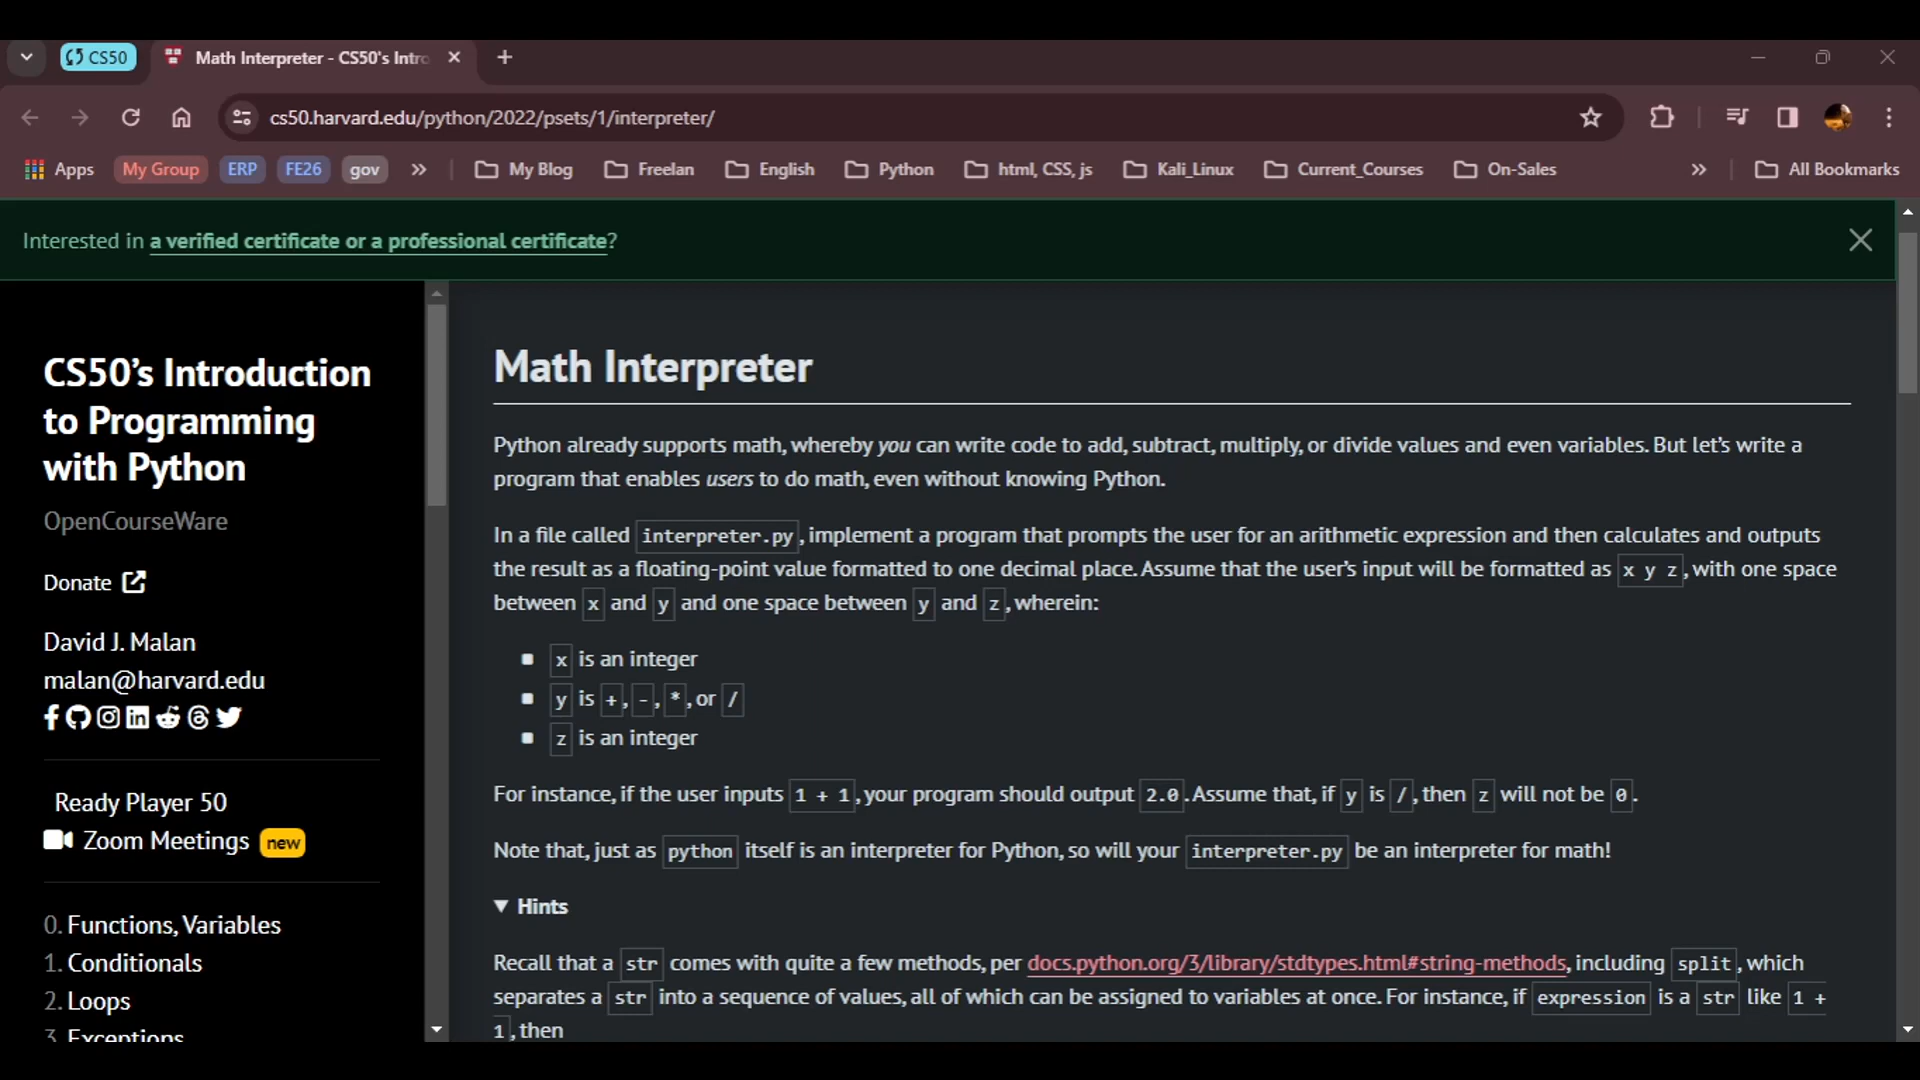 CS50
Math Interpreter - CS50's Intro
cs50.harvard.edu/python/2022/psets/1/interpreter/
Apps My Group ERP FE26 gov » My Blog Freelan English Python html, CSS, js Kali_Linux Current_Courses On-Sales » All Bookmarks
Interested in a verified certificate or a professional certificate?
CS50’s Introduction
to Programming
with Python
OpenCourseWare
Donate
David J. Malan
malan@harvard.edu
Ready Player 50
Zoom Meetings new
0. Functions, Variables
1. Conditionals
2. Loops
3. Exceptions
Math Interpreter
Python already supports math, whereby you can write code to add, subtract, multiply, or divide values and even variables. But let’s write a
program that enables users to do math, even without knowing Python.
In a file called interpreter.py, implement a program that prompts the user for an arithmetic expression and then calculates and outputs
the result as a floating-point value formatted to one decimal place. Assume that the user’s input will be formatted as x y z, with one space
between x and y and one space between y and z, wherein:
x is an integer
y is +, -, *, or /
z is an integer
For instance, if the user inputs 1 + 1, your program should output 2.0. Assume that, if y is /, then z will not be 0.
Note that, just as python itself is an interpreter for Python, so will your interpreter.py be an interpreter for math!
▼ Hints
Recall that a str comes with quite a few methods, per docs.python.org/3/library/stdtypes.html#string-methods, including split, which
separates a str into a sequence of values, all of which can be assigned to variables at once. For instance, if expression is a str like 1 +
1, then